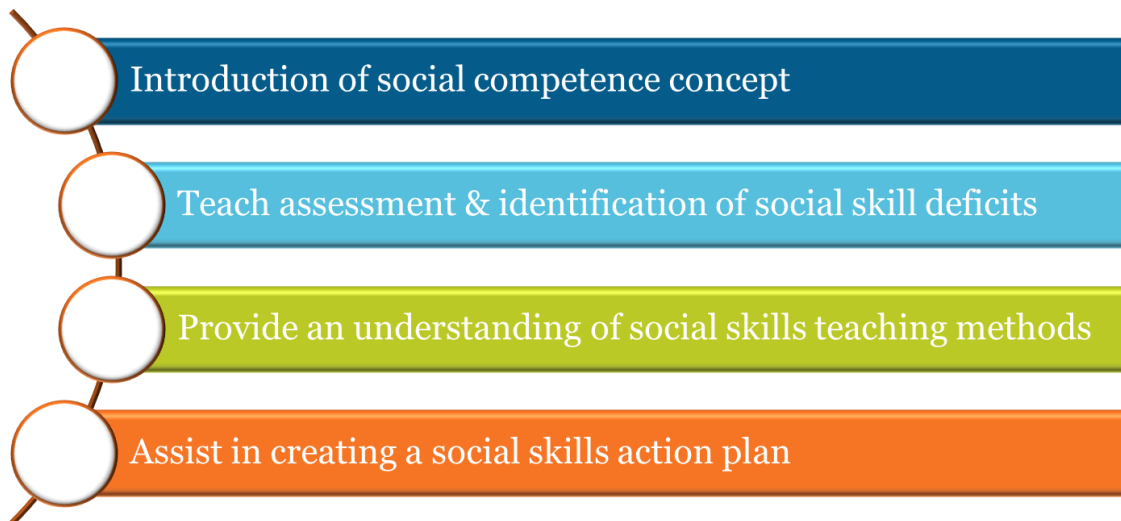 Introduction of social competence concept
Teach assessment & identification of social skill deficits
Provide an understanding of social skills teaching methods
Assist in creating a social skills action plan